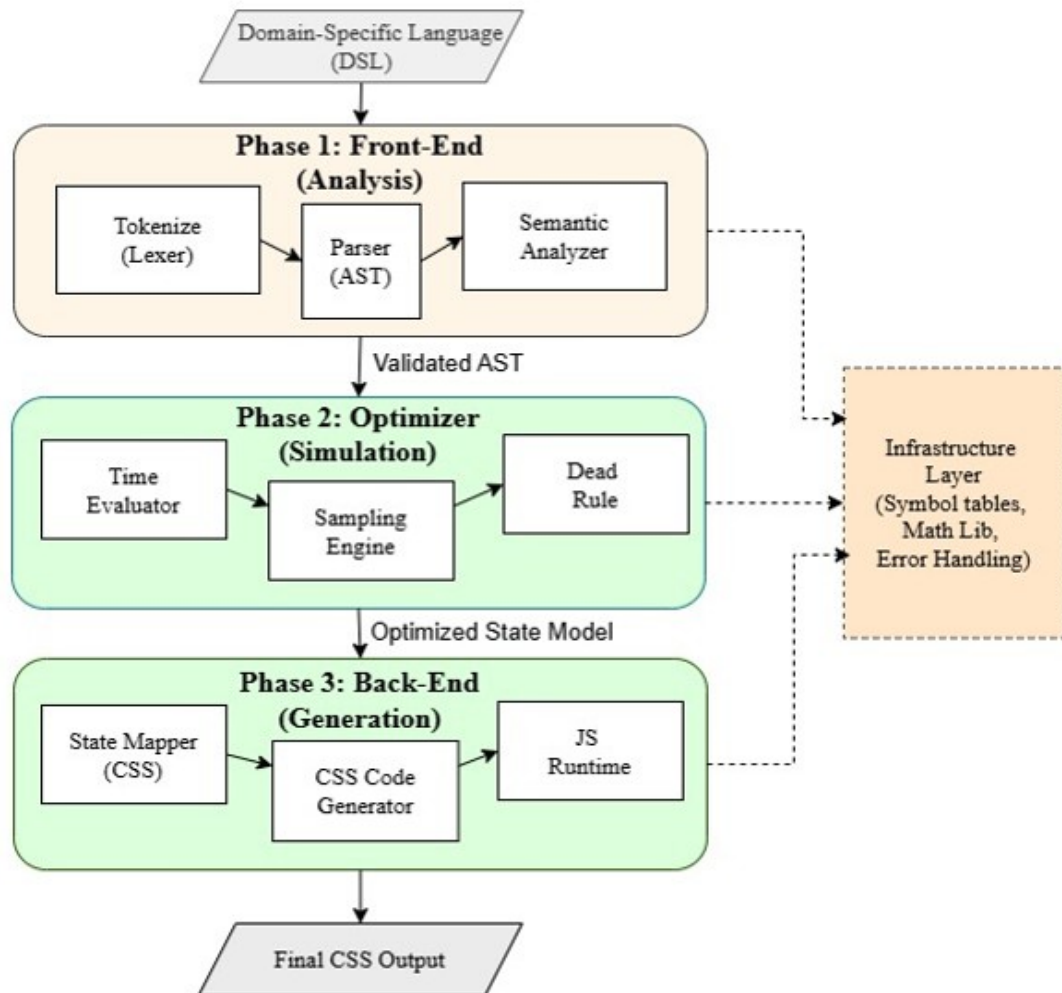 Domain-Specific Language
(DSL)
Phase 1: Front-End
(Analysis)
Tokenize
(Lexer)
Parser
(AST)
Semantic
Analyzer
Validated AST
Phase 2: Optimizer
(Simulation)
Time
Evaluator
Sampling
Engine
Dead
Rule
Infrastructure
Layer
(Symbol tables,
Math Lib,
Error Handling)
Optimized State Model
Phase 3: Back-End
(Generation)
State Mapper
(CSS)
CSS Code
Generator
JS
Runtime
Final CSS Output